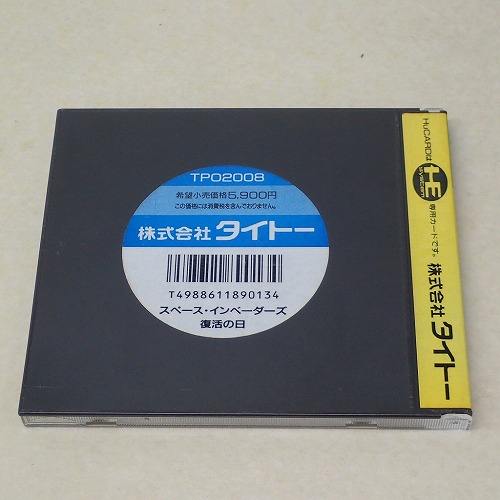 TP02008
希望小売価格5,900円
この価格には消費税を含んでおりません。
株式会社 タイトー
T4988611890134
スペース・インベーダーズ
復活の日
HuCARDは HE SYSTEM 専用カードです。 株式会社 タイトー